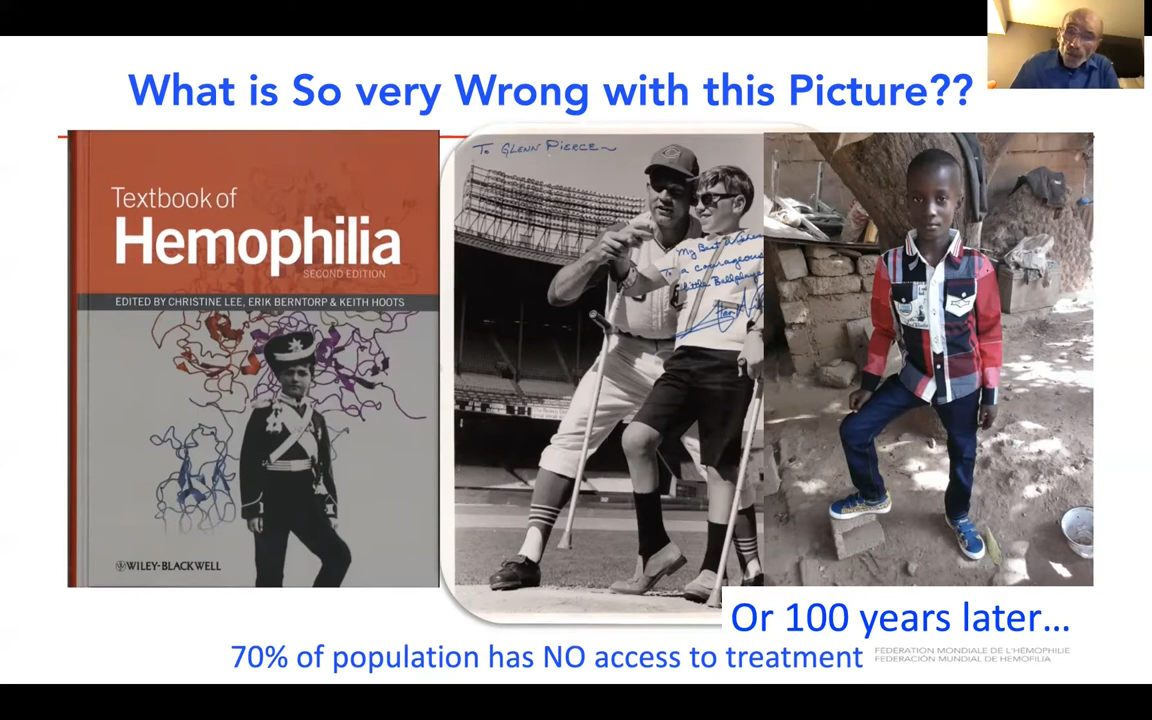 What is So very Wrong with this Picture??
Textbook of
Hemophilia
SECOND EDITION
EDITED BY CHRISTINE LEE, ERIK BERNTORP & KEITH HOOTS
WILEY-BLACKWELL
To GLENN PIERCE~
My Best Wishes
To a courageous
little Ballplayer
Or 100 years later...
70% of population has NO access to treatment
FÉDÉRATION MONDIALE DE L'HÉMOPHILIE
FEDERACIÓN MUNDIAL DE HEMOFILIA